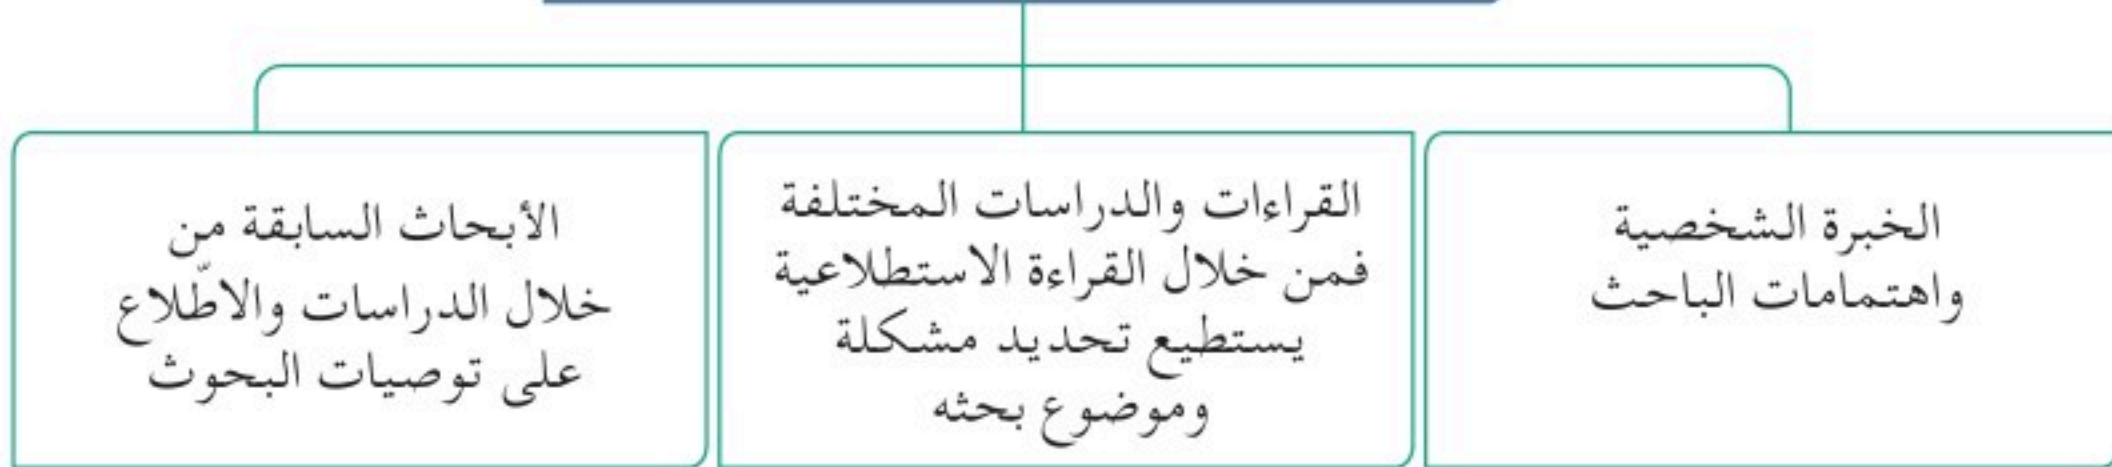 الخبرة الشخصية
واهتمامات الباحث
القراءات والدراسات المختلفة
فمن خلال القراءة الاستطلاعية
يستطيع تحديد مشكلة
وموضوع بحثه
الأبحاث السابقة من
خلال الدراسات والاطّلاع
على توصيات البحوث